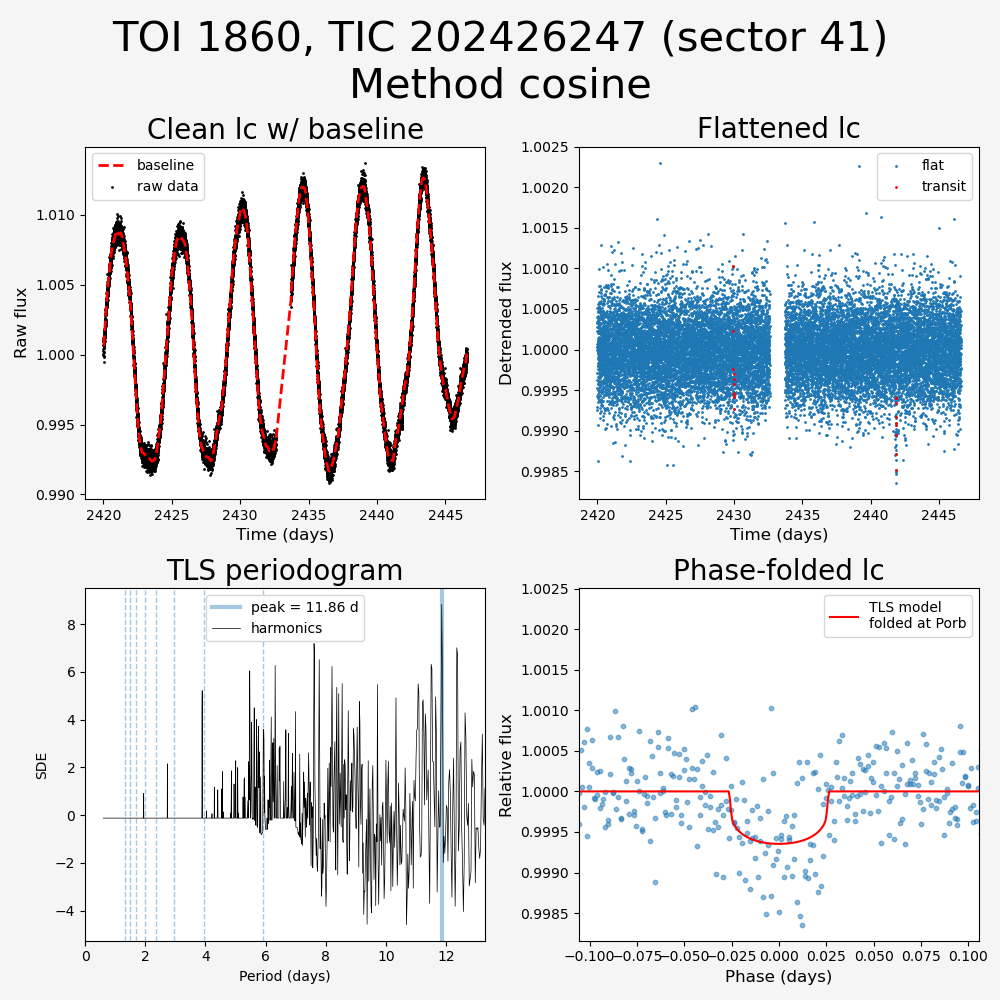 TOI 1860, TIC 202426247 (sector 41)
Method cosine
Clean lc w/ baseline
baseline
raw data
1.010
1.005
1.000
0.995
0.990
Raw flux
2420 2425 2430 2435 2440 2445
Time (days)
Flattened lc
flat
transit
1.0025
1.0020
1.0015
1.0010
1.0005
1.0000
0.9995
0.9990
0.9985
Detrended flux
2420 2425 2430 2435 2440 2445
Time (days)
TLS periodogram
peak = 11.86 d
harmonics
8
6
4
2
0
−2
−4
SDE
0 2 4 6 8 10 12
Period (days)
Phase-folded lc
TLS model
folded at Porb
1.0025
1.0020
1.0015
1.0010
1.0005
1.0000
0.9995
0.9990
0.9985
Relative flux
−0.100 −0.075 −0.050 −0.025 0.000 0.025 0.050 0.075 0.100
Phase (days)